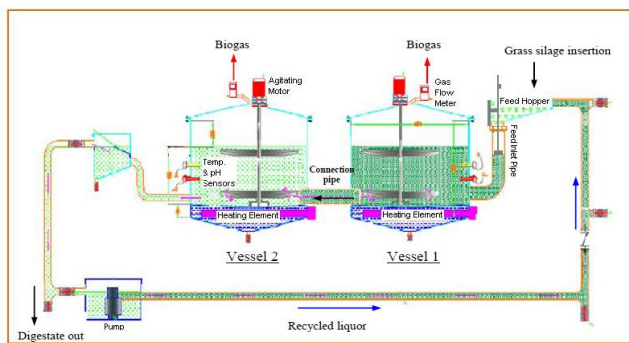 Biogas
Biogas
Grass silage insertion
Agitating
Motor
Gas
Flow
Meter
Feed Hopper
Feed Inlet Pipe
Temp.
& pH
Sensors
Connection
pipe
Heating Element
Heating Element
Vessel 2
Vessel 1
Pump
Digestate out
Recycled liquor